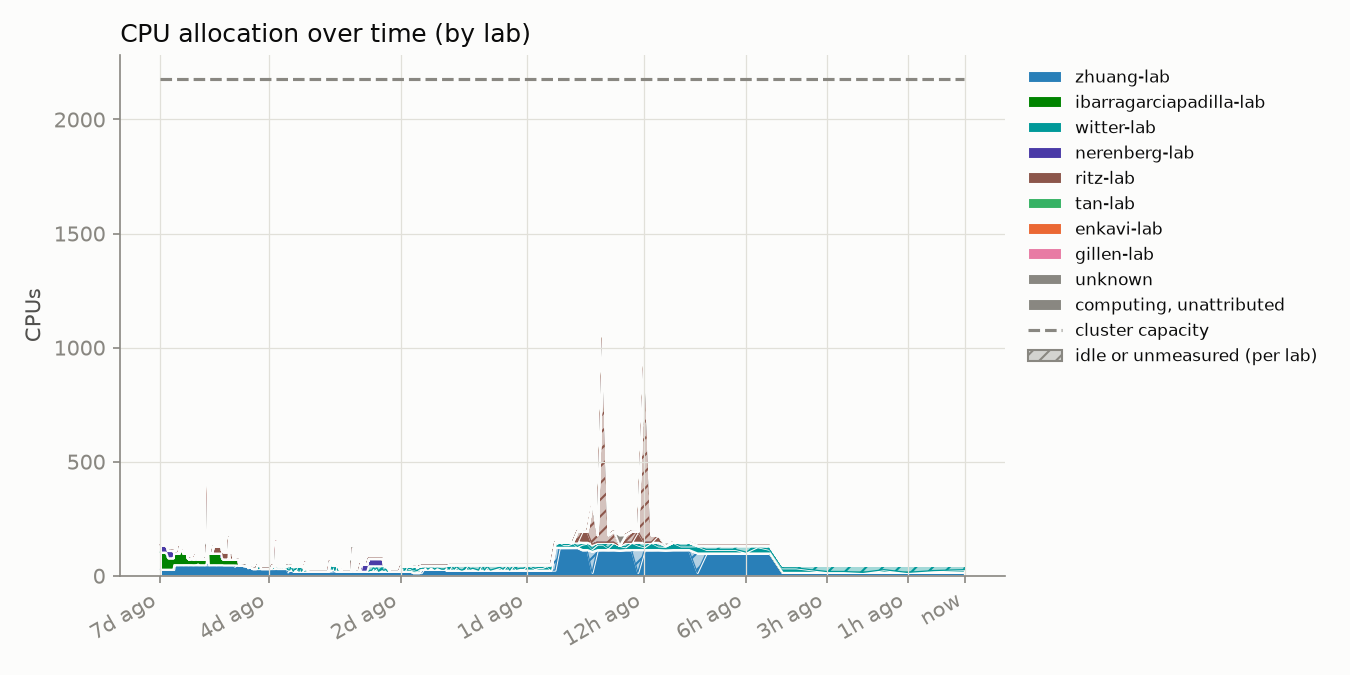 CPU allocation over time (by lab)
CPUs
2000
1500
1000
500
0
7d ago
4d ago
2d ago
1d ago
12h ago
6h ago
3h ago
1h ago
now
zhuang-lab
ibarragarciapadilla-lab
witter-lab
nerenberg-lab
ritz-lab
tan-lab
enkavi-lab
gillen-lab
unknown
computing, unattributed
cluster capacity
idle or unmeasured (per lab)